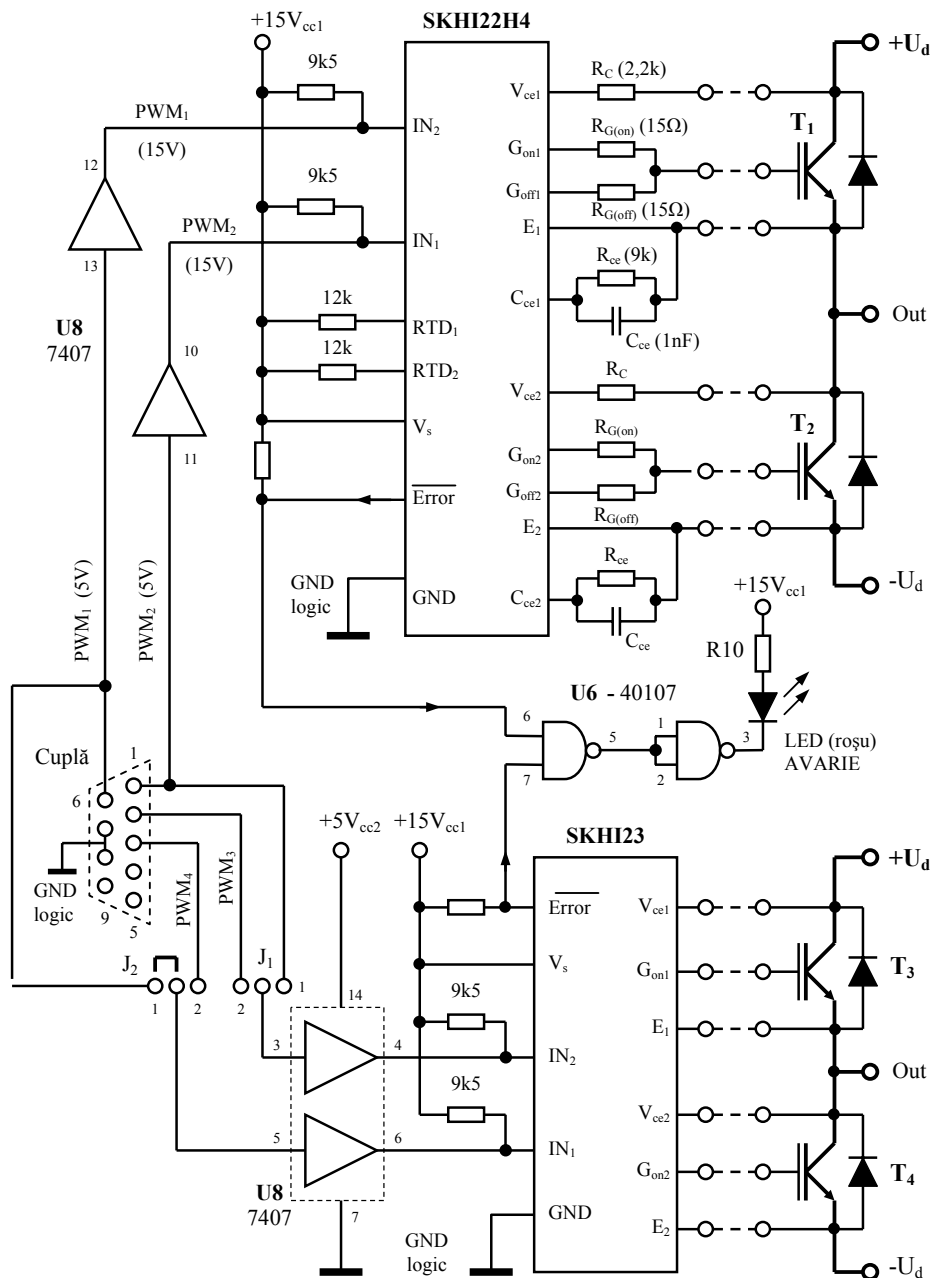 +15Vcc1
SKHI22H4
9k5
PWM1
(15V)
12
13
U8
7407
9k5
PWM2
(15V)
10
11
12k
12k
IN2
IN1
RTD1
RTD2
Vs
Error
GND
GND
logic
Vce1
Gon1
Goff1
E1
Cce1
Vce2
Gon2
Goff2
E2
Cce2
RC (2,2k)
RG(on) (15Ω)
RG(off) (15Ω)
Rce (9k)
Cce (1nF)
RC
RG(on)
RG(off)
Rce
Cce
+Ud
T1
Out
T2
-Ud
PWM1 (5V)
PWM2 (5V)
+15Vcc1
R10
U6 - 40107
6
7
5
1
2
3
LED (roşu)
AVARIE
Cuplă
1
6
9
5
GND
logic
PWM4
PWM3
J2
1
2
J1
2
1
+5Vcc2
+15Vcc1
14
3
4
5
6
7
U8
7407
9k5
9k5
SKHI23
Error
Vs
IN2
IN1
GND
GND
logic
Vce1
Gon1
E1
Vce2
Gon2
E2
+Ud
T3
Out
T4
-Ud